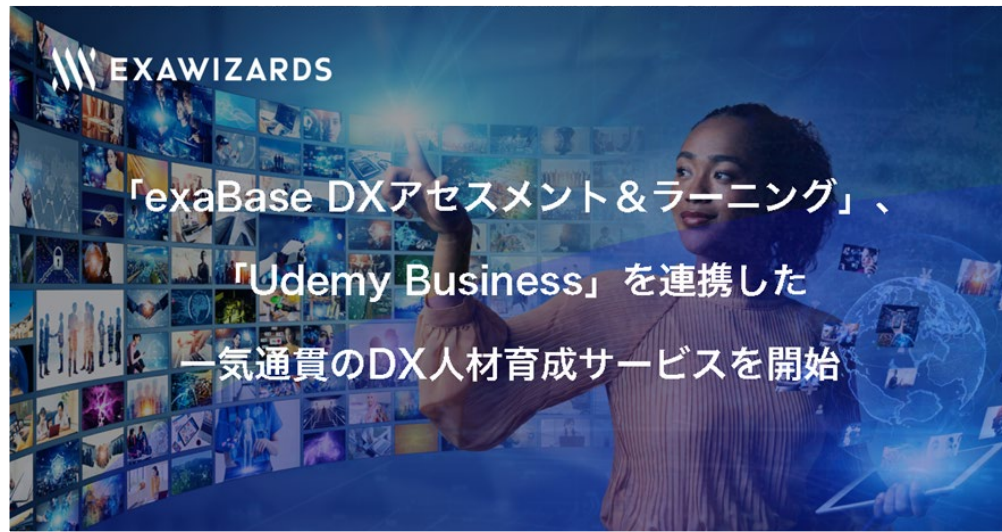 EXAWIZARDS
「exaBase DXアセスメント＆ラーニング」、
「Udemy Business」を連携した
一気通貫のDX人材育成サービスを開始